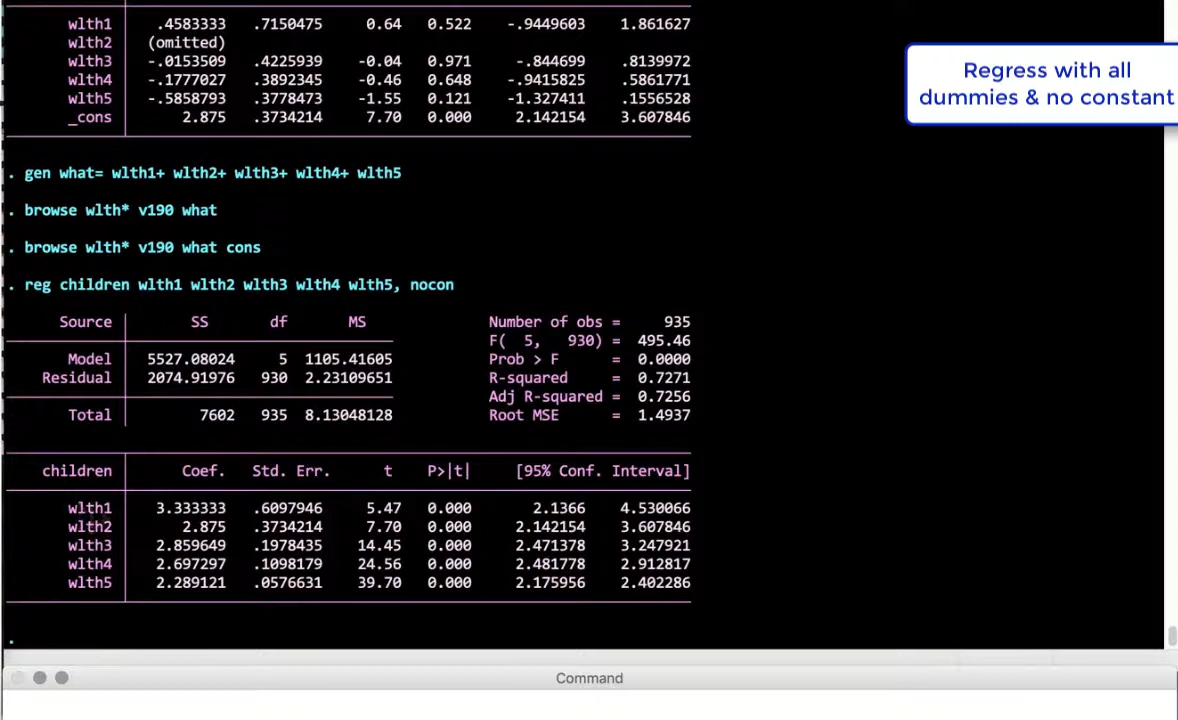 wlth1 .4583333 .7150475 0.64 0.522 -.9449603 1.861627
wlth2 (omitted)
wlth3 -.0153509 .4225939 -0.04 0.971 -.844699 .8139972
wlth4 -.1777027 .3892345 -0.46 0.648 -.9415825 .5861771
wlth5 -.5858793 .3778473 -1.55 0.121 -1.327411 .1556528
_cons 2.875 .3734214 7.70 0.000 2.142154 3.607846
Regress with all
dummies & no constant
. gen what= wlth1+ wlth2+ wlth3+ wlth4+ wlth5
. browse wlth* v190 what
. browse wlth* v190 what cons
. reg children wlth1 wlth2 wlth3 wlth4 wlth5, nocon
Source SS df MS Number of obs = 935
F( 5, 930) = 495.46
Model 5527.08024 5 1105.41605 Prob > F = 0.0000
Residual 2074.91976 930 2.23109651 R-squared = 0.7271
Adj R-squared = 0.7256
Total 7602 935 8.13048128 Root MSE = 1.4937
children Coef. Std. Err. t P>|t| [95% Conf. Interval]
wlth1 3.333333 .6097946 5.47 0.000 2.1366 4.530066
wlth2 2.875 .3734214 7.70 0.000 2.142154 3.607846
wlth3 2.859649 .1978435 14.45 0.000 2.471378 3.247921
wlth4 2.697297 .1098179 24.56 0.000 2.481778 2.912817
wlth5 2.289121 .0576631 39.70 0.000 2.175956 2.402286
.
Command